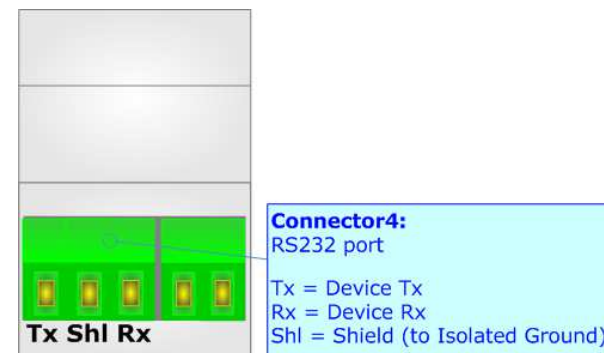 Connector4:
RS232 port
Tx = Device Tx
Rx = Device Rx
Shl = Shield (to Isolated Ground)
Tx Shl Rx